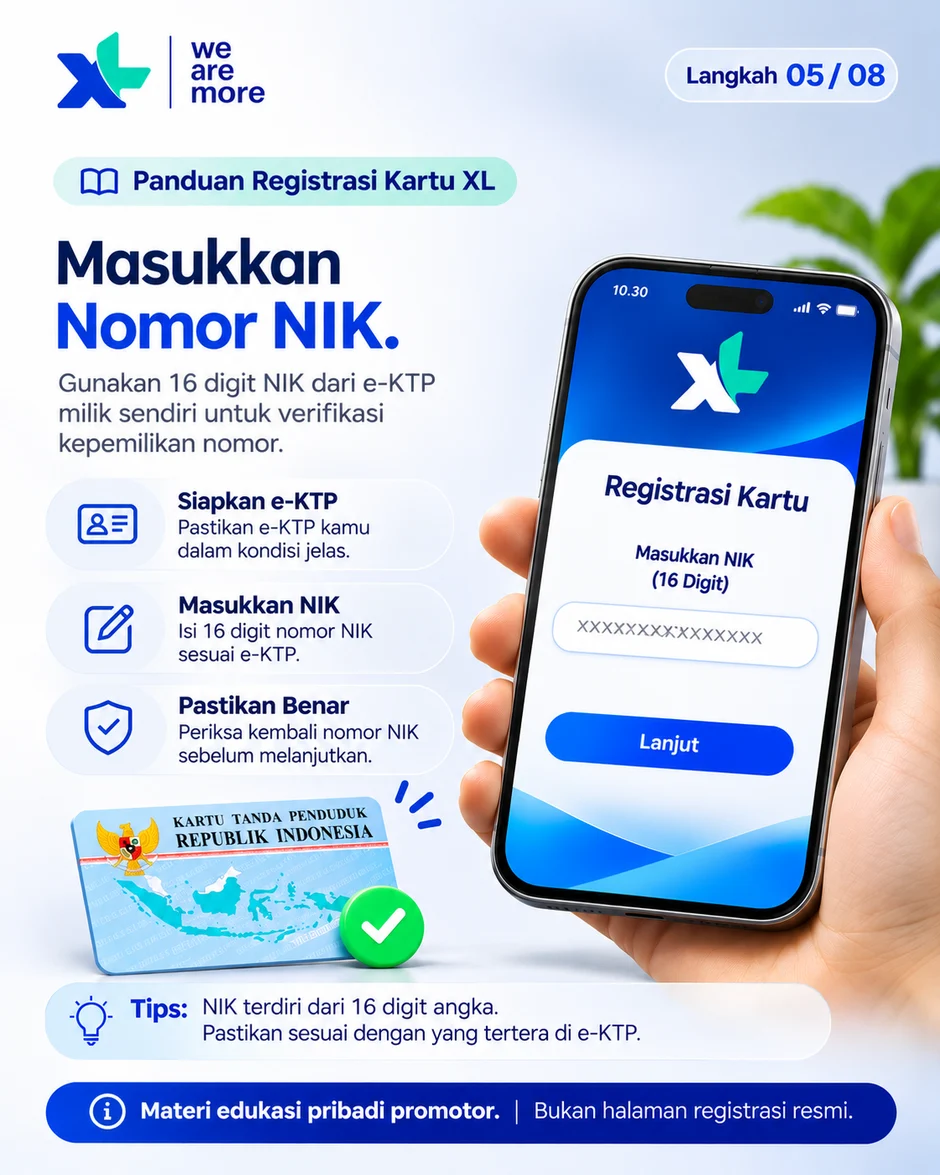 XL
we
are
more
Langkah 05 / 08
Panduan Registrasi Kartu XL
Masukkan
Nomor NIK.
Gunakan 16 digit NIK dari e-KTP
milik sendiri untuk verifikasi
kepemilikan nomor.
Siapkan e-KTP
Pastikan e-KTP kamu
dalam kondisi jelas.
Masukkan NIK
Isi 16 digit nomor NIK
sesuai e-KTP.
Pastikan Benar
Periksa kembali nomor NIK
sebelum melanjutkan.
10.30
XL
Registrasi Kartu
Masukkan NIK
(16 Digit)
XXXXXXXXXXXXXXXX
Lanjut
KARTU TANDA PENDUDUK
REPUBLIK INDONESIA
Tips: NIK terdiri dari 16 digit angka.
Pastikan sesuai dengan yang tertera di e-KTP.
Materi edukasi pribadi promotor. | Bukan halaman registrasi resmi.